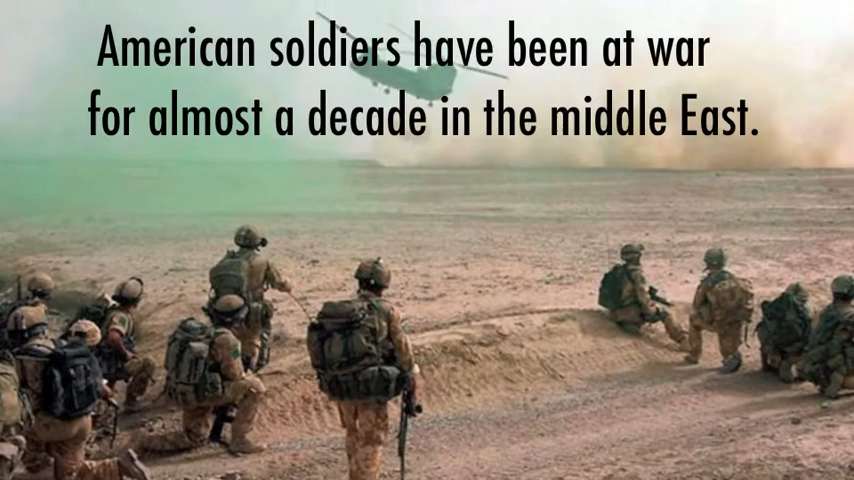 American soldiers have been at war
for almost a decade in the middle East.